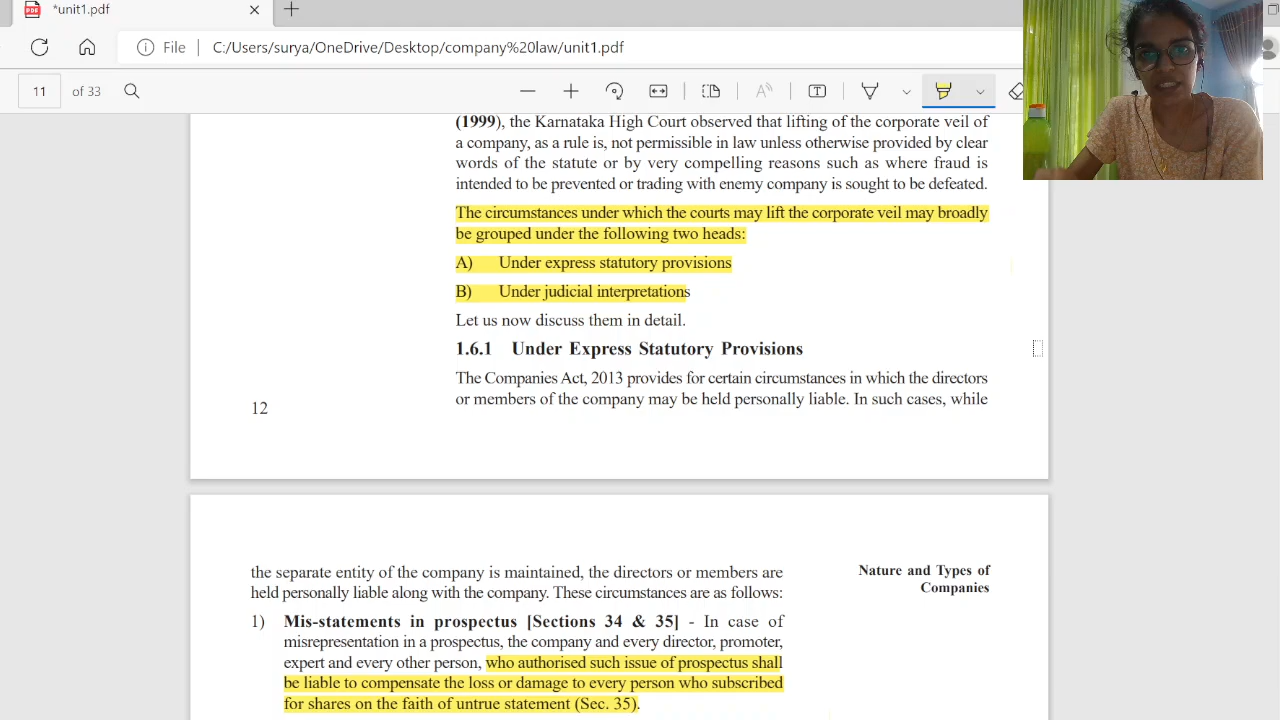 *unit1.pdf
File C:/Users/surya/OneDrive/Desktop/company%20law/unit1.pdf
11 of 33
(1999), the Karnataka High Court observed that lifting of the corporate veil of
a company, as a rule is, not permissible in law unless otherwise provided by clear
words of the statute or by very compelling reasons such as where fraud is
intended to be prevented or trading with enemy company is sought to be defeated.
The circumstances under which the courts may lift the corporate veil may broadly
be grouped under the following two heads:
A) Under express statutory provisions
B) Under judicial interpretations
Let us now discuss them in detail.
1.6.1 Under Express Statutory Provisions
The Companies Act, 2013 provides for certain circumstances in which the directors
or members of the company may be held personally liable. In such cases, while
12
the separate entity of the company is maintained, the directors or members are
held personally liable along with the company. These circumstances are as follows:
Nature and Types of
Companies
1) Mis-statements in prospectus [Sections 34 & 35] - In case of
misrepresentation in a prospectus, the company and every director, promoter,
expert and every other person, who authorised such issue of prospectus shall
be liable to compensate the loss or damage to every person who subscribed
for shares on the faith of untrue statement (Sec. 35).